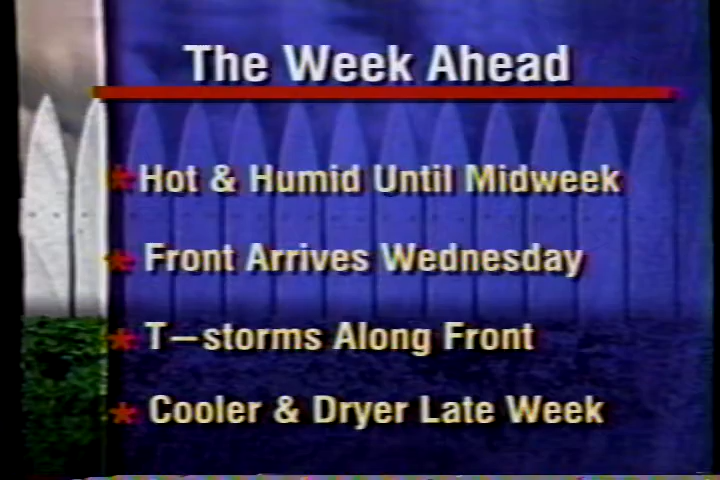 The Week Ahead
* Hot & Humid Until Midweek
* Front Arrives Wednesday
* T-storms Along Front
* Cooler & Dryer Late Week